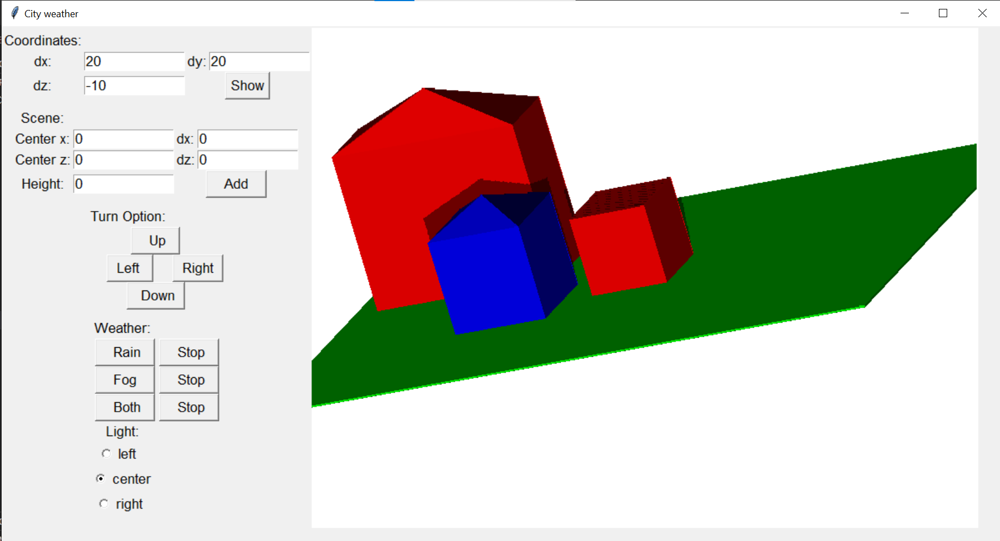 City weather
Coordinates:
dx: 20 dy: 20
dz: -10 Show
Scene:
Center x: 0 dx: 0
Center z: 0 dz: 0
Height: 0 Add
Turn Option:
Up
Left Right
Down
Weather:
Rain Stop
Fog Stop
Both Stop
Light:
left
center
right